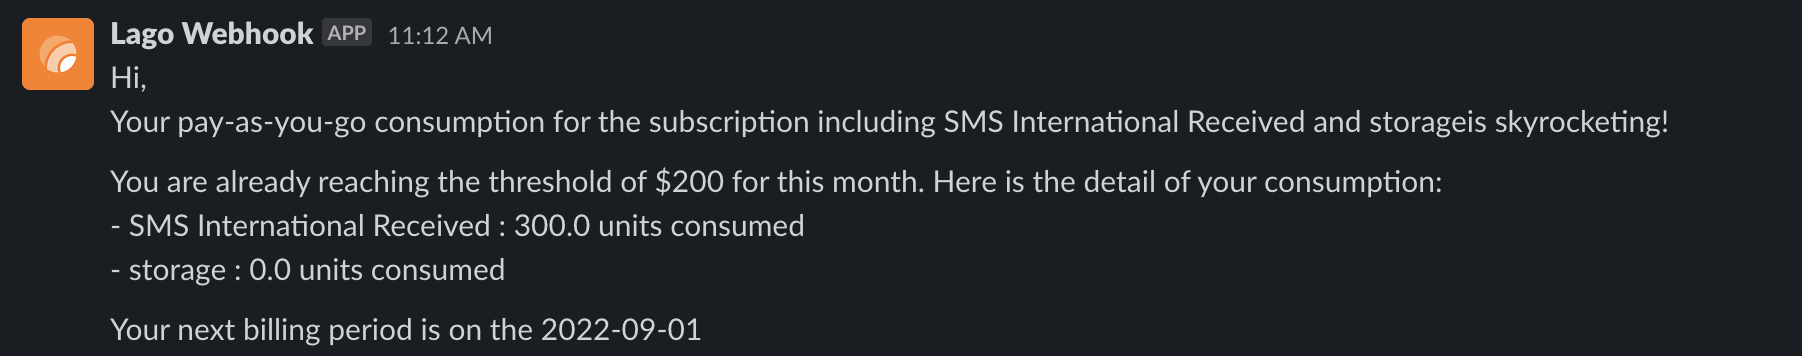 Lago Webhook APP 11:12 AM
Hi,
Your pay-as-you-go consumption for the subscription including SMS International Received and storageis skyrocketing!
You are already reaching the threshold of $200 for this month. Here is the detail of your consumption:
- SMS International Received : 300.0 units consumed
- storage : 0.0 units consumed
Your next billing period is on the 2022-09-01